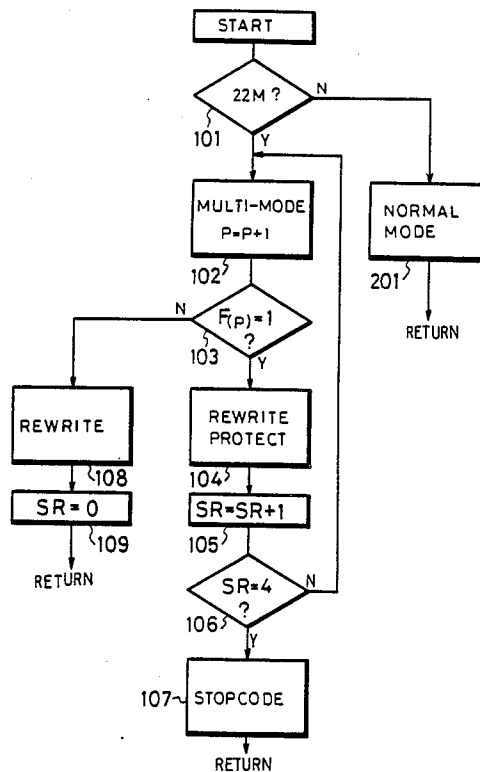 START
22M ?
N
101
Y
MULTI-MODE
P=P+1
102
NORMAL
MODE
201
RETURN
N
F(P)=1
?
103
Y
REWRITE
108
REWRITE
PROTECT
104
SR=0
109
RETURN
SR=SR+1
105
SR=4
?
N
106
Y
107
STOPCODE
RETURN